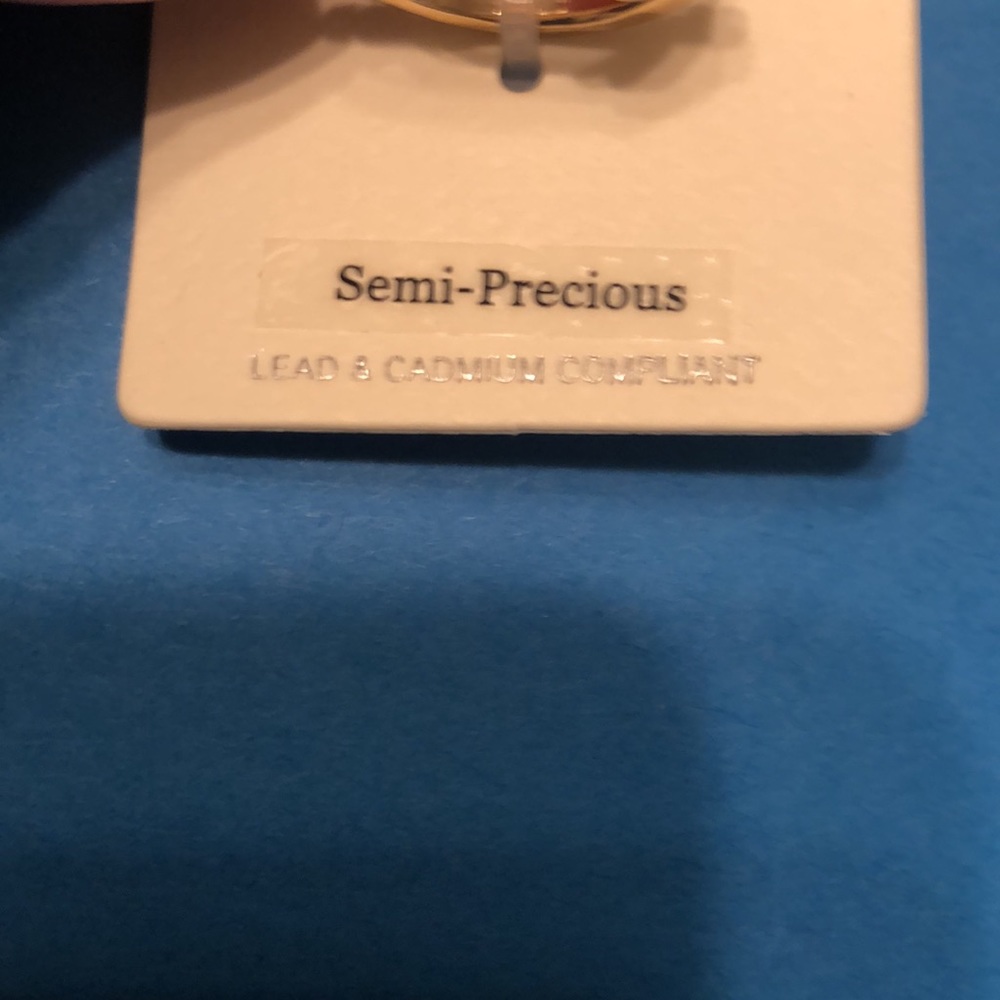 Semi-Precious
LEAD & CADMIUM COMPLIANT